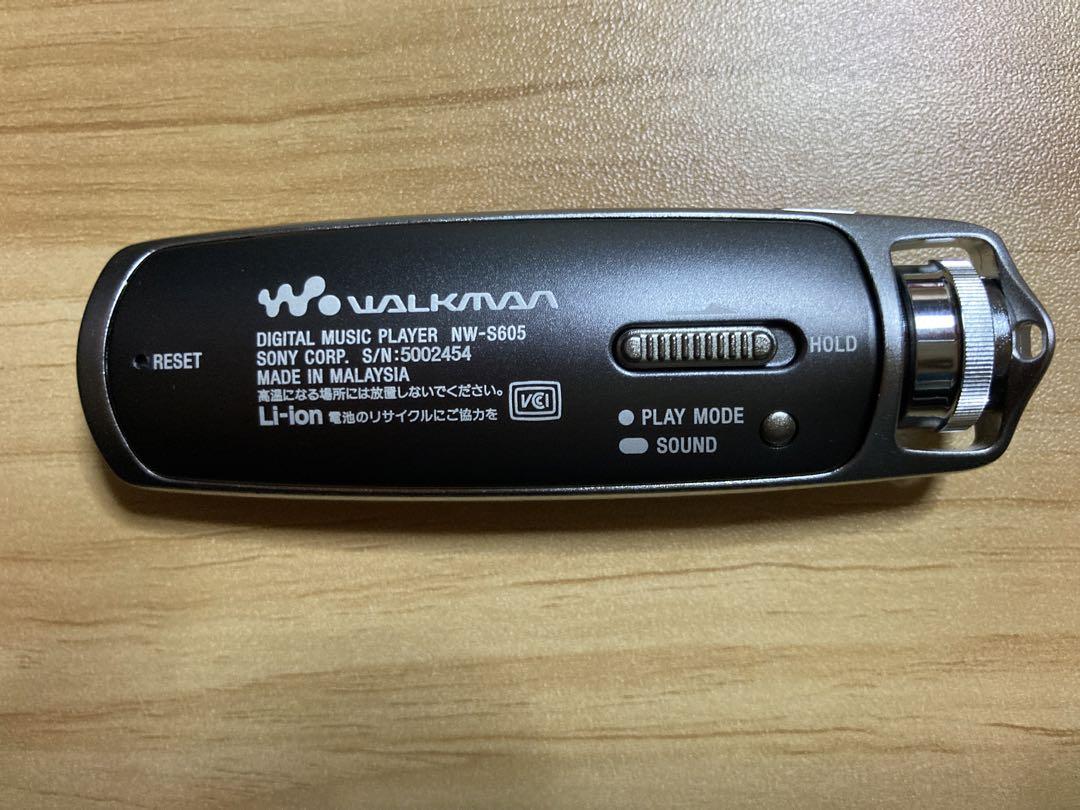 WALKMAN
DIGITAL MUSIC PLAYER NW-S605
SONY CORP. S/N:5002454
MADE IN MALAYSIA
高温になる場所には放置しないでください。
Li-ion 電池のリサイクルにご協力を
VCI
RESET
HOLD
PLAY MODE
SOUND